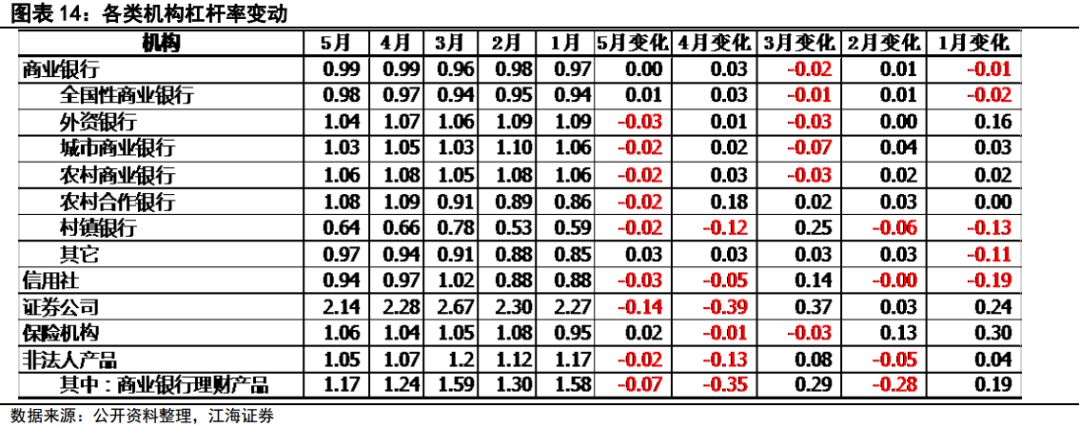 图表 14：各类机构杠杆率变动
机构 5月 4月 3月 2月 1月 5月变化 4月变化 3月变化 2月变化 1月变化
商业银行 0.99 0.99 0.96 0.98 0.97 0.00 0.03 -0.02 0.01 -0.01
全国性商业银行 0.98 0.97 0.94 0.95 0.94 0.01 0.03 -0.01 0.01 -0.02
外资银行 1.04 1.07 1.06 1.09 1.09 -0.03 0.01 -0.03 0.00 0.16
城市商业银行 1.03 1.05 1.03 1.10 1.06 -0.02 0.02 -0.07 0.04 0.03
农村商业银行 1.06 1.08 1.05 1.08 1.06 -0.02 0.03 -0.03 0.02 0.02
农村合作银行 1.08 1.09 0.91 0.89 0.86 -0.02 0.18 0.02 0.03 0.00
村镇银行 0.64 0.66 0.78 0.53 0.59 -0.02 -0.12 0.25 -0.06 -0.13
其它 0.97 0.94 0.91 0.88 0.85 0.03 0.03 0.03 0.03 -0.11
信用社 0.94 0.97 1.02 0.88 0.88 -0.03 -0.05 0.14 -0.00 -0.19
证券公司 2.14 2.28 2.67 2.30 2.27 -0.14 -0.39 0.37 0.03 0.24
保险机构 1.06 1.04 1.05 1.08 0.95 0.02 -0.01 -0.03 0.13 0.30
非法人产品 1.05 1.07 1.2 1.12 1.17 -0.02 -0.13 0.08 -0.05 0.04
其中：商业银行理财产品 1.17 1.24 1.59 1.30 1.58 -0.07 -0.35 0.29 -0.28 0.19
数据来源：公开资料整理，江海证券